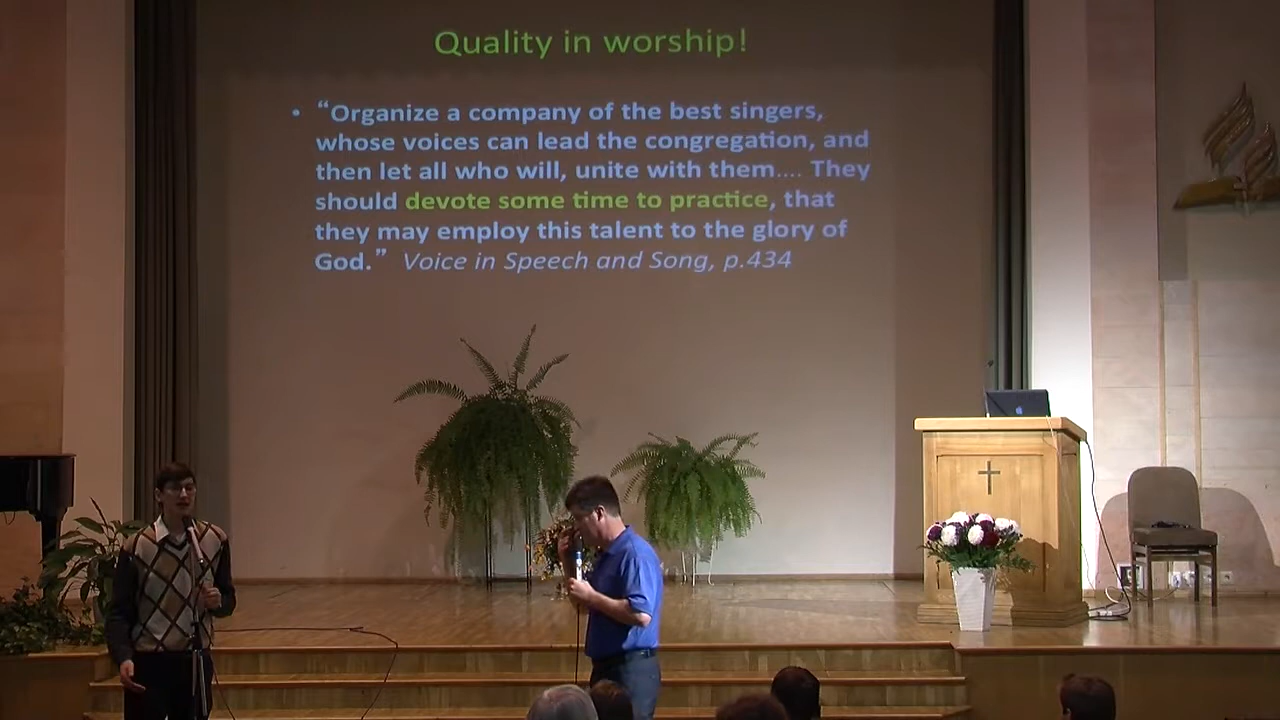 Quality in worship!
• “Organize a company of the best singers,
whose voices can lead the congregation, and
then let all who will, unite with them.... They
should devote some time to practice, that
they may employ this talent to the glory of
God.” Voice in Speech and Song, p.434